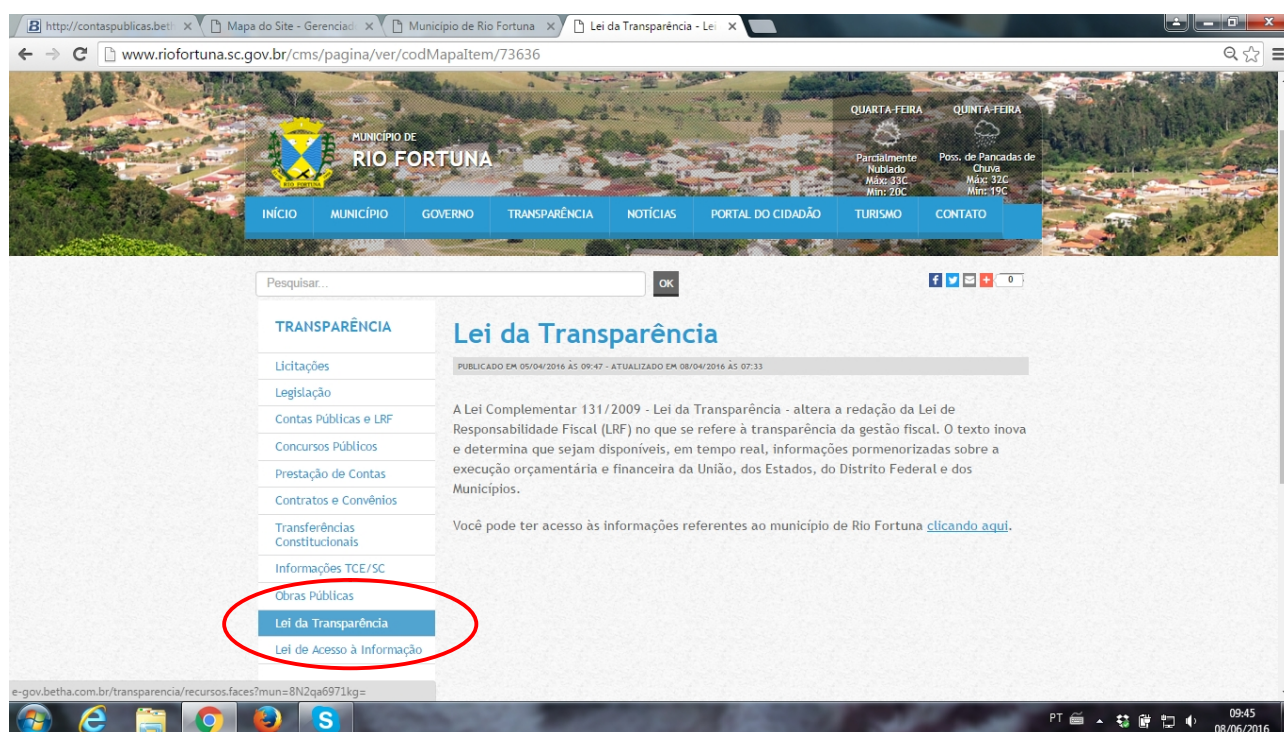 http://contaspublicas.beth
Mapa do Site - Gerenciad
Município de Rio Fortuna
Lei da Transparência - Lei
www.riofortuna.sc.gov.br/cms/pagina/ver/codMapaItem/73636
MUNICÍPIO DE
RIO FORTUNA
RIO FORTUNA
QUARTA-FEIRA
Parcialmente
Nublado
Máx: 33C
Min: 20C
QUINTA-FEIRA
Poss. de Pancadas de
Chuva
Máx: 32C
Min: 19C
INÍCIO MUNICÍPIO GOVERNO TRANSPARÊNCIA NOTÍCIAS PORTAL DO CIDADÃO TURISMO CONTATO
Pesquisar... OK
0
TRANSPARÊNCIA
Licitações
Legislação
Contas Públicas e LRF
Concursos Públicos
Prestação de Contas
Contratos e Convênios
Transferências
Constitucionais
Informações TCE/SC
Obras Públicas
Lei da Transparência
Lei de Acesso à Informação
Lei da Transparência
PUBLICADO EM 05/04/2016 ÀS 09:47 - ATUALIZADO EM 08/04/2016 ÀS 07:33
A Lei Complementar 131/2009 - Lei da Transparência - altera a redação da Lei de
Responsabilidade Fiscal (LRF) no que se refere à transparência da gestão fiscal. O texto inova
e determina que sejam disponíveis, em tempo real, informações pormenorizadas sobre a
execução orçamentária e financeira da União, dos Estados, do Distrito Federal e dos
Municípios.
Você pode ter acesso às informações referentes ao município de Rio Fortuna clicando aqui.
e-gov.betha.com.br/transparencia/recursos.faces?mun=8N2qa6971kg=
PT
09:45
08/06/2016